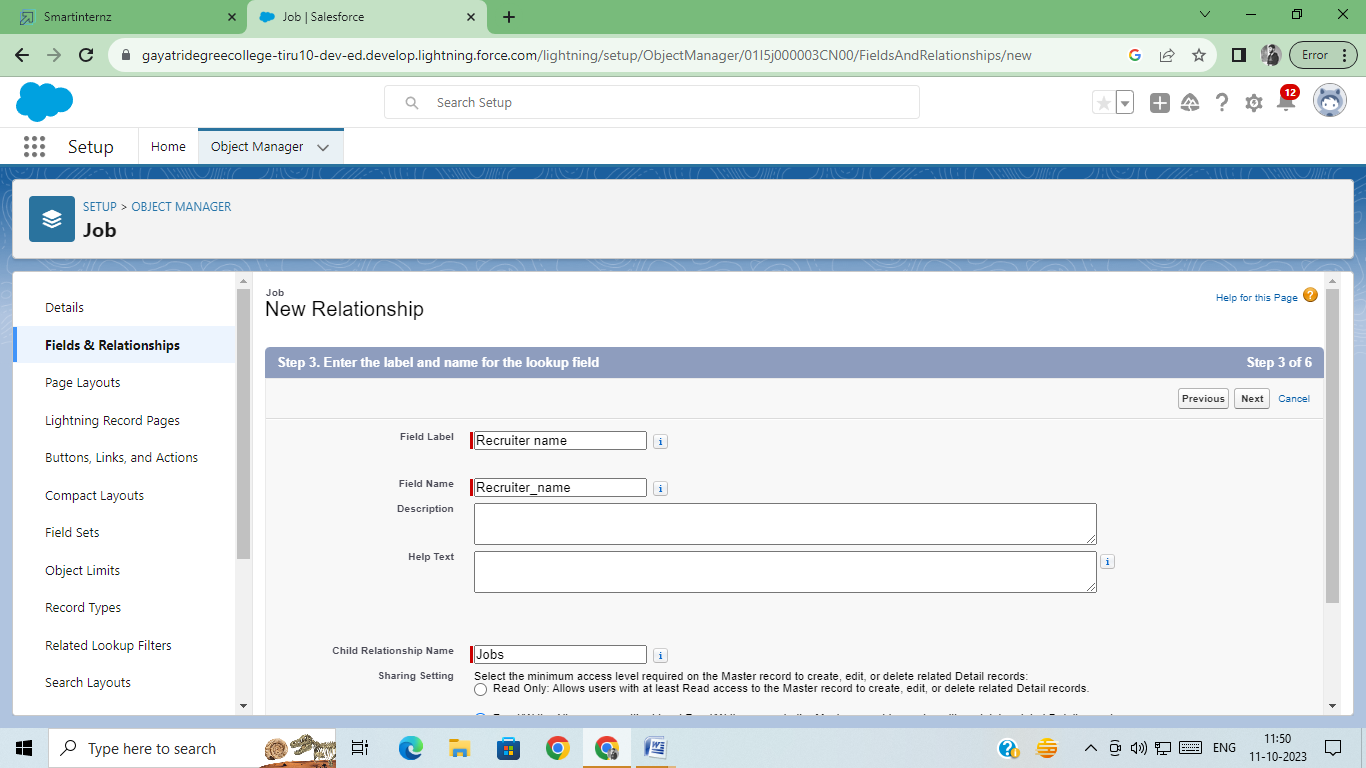 Smartinternz
Job | Salesforce
gayatridegreecollege-tiru10-dev-ed.develop.lightning.force.com/lightning/setup/ObjectManager/01I5j000003CN00/FieldsAndRelationships/new
Error
Search Setup
12
Setup
Home
Object Manager
SETUP > OBJECT MANAGER
Job
Details
Fields & Relationships
Page Layouts
Lightning Record Pages
Buttons, Links, and Actions
Compact Layouts
Field Sets
Object Limits
Record Types
Related Lookup Filters
Search Layouts
Job
New Relationship
Help for this Page
Step 3. Enter the label and name for the lookup field
Step 3 of 6
Previous Next Cancel
Field Label Recruiter name
Field Name Recruiter_name
Description
Help Text
Child Relationship Name Jobs
Sharing Setting Select the minimum access level required on the Master record to create, edit, or delete related Detail records:
Read Only: Allows users with at least Read access to the Master record to create, edit, or delete related Detail records.
Type here to search
ENG
11:50
11-10-2023